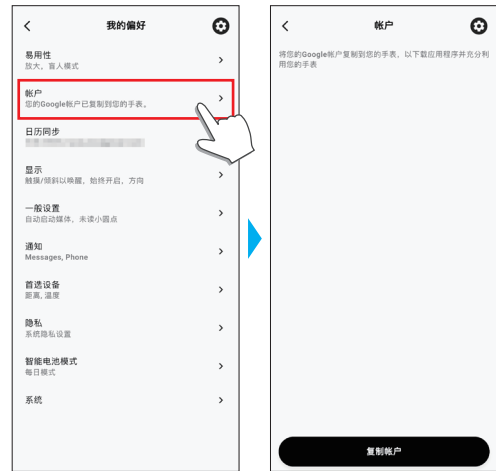 我的偏好
易用性
放大，盲人模式
帐户
您的Google帐户已复制到您的手表。
日历同步
显示
触摸/倾斜以唤醒，始终开启，方向
一般设置
自动启动媒体，未读小圆点
通知
Messages, Phone
首选设备
距离, 温度
隐私
系统隐私设置
智能电池模式
每日模式
系统
帐户
将您的Google帐户复制到您的手表，以下载应用程序并充分利
用您的手表
复制帐户